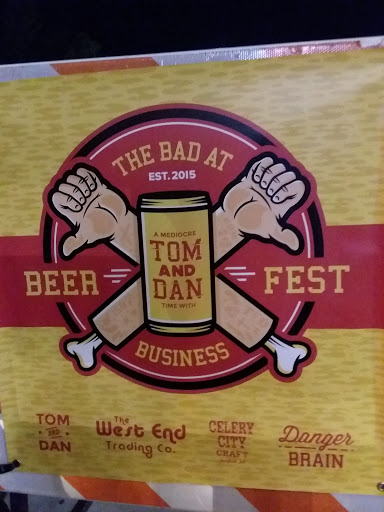 THE BAD AT
EST. 2015
A MEDIOCRE
TOM
AND
DAN
TIME WITH
BEER FEST
BUSINESS
TOM
AND
DAN
The
West End
Trading Co.
CELERY
CITY
CRAFT
Danger
BRAIN